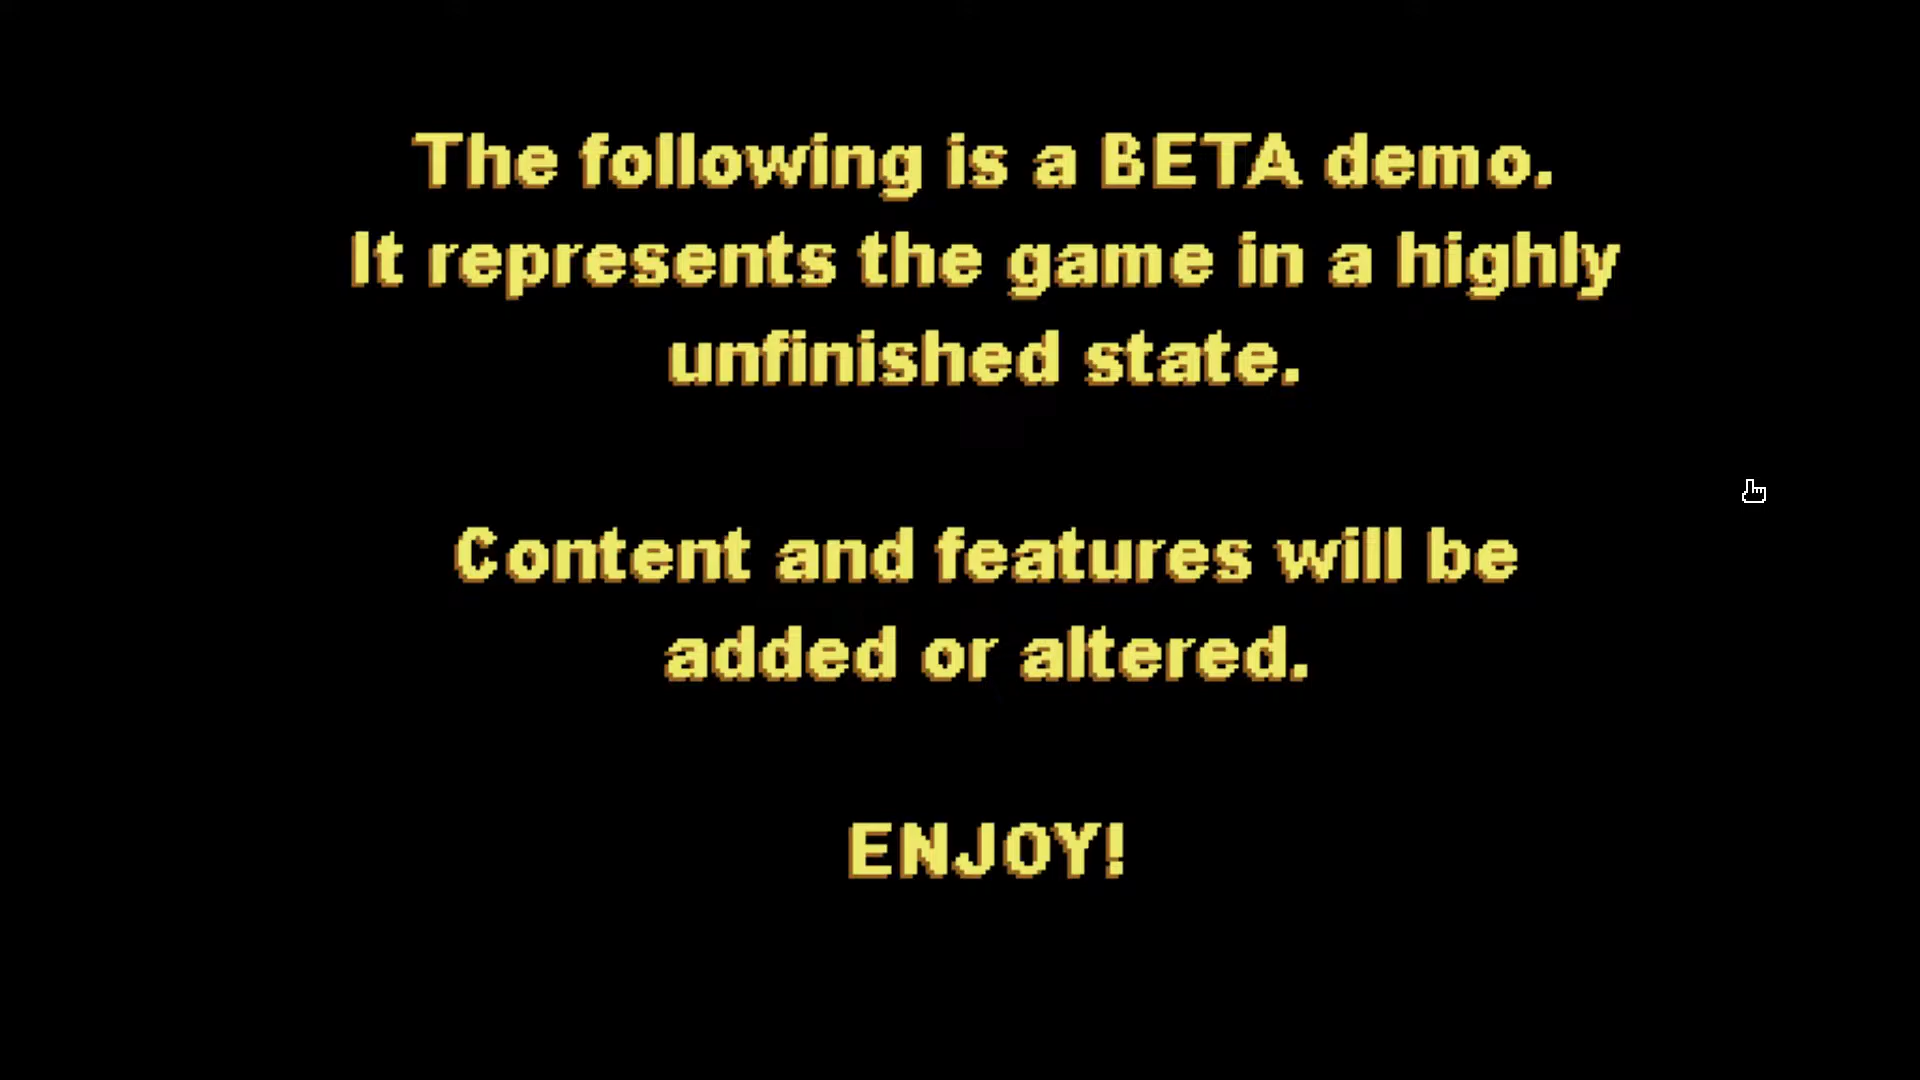 The following is a BETA demo.
It represents the game in a highly
unfinished state.
Content and features will be
added or altered.
ENJOY!